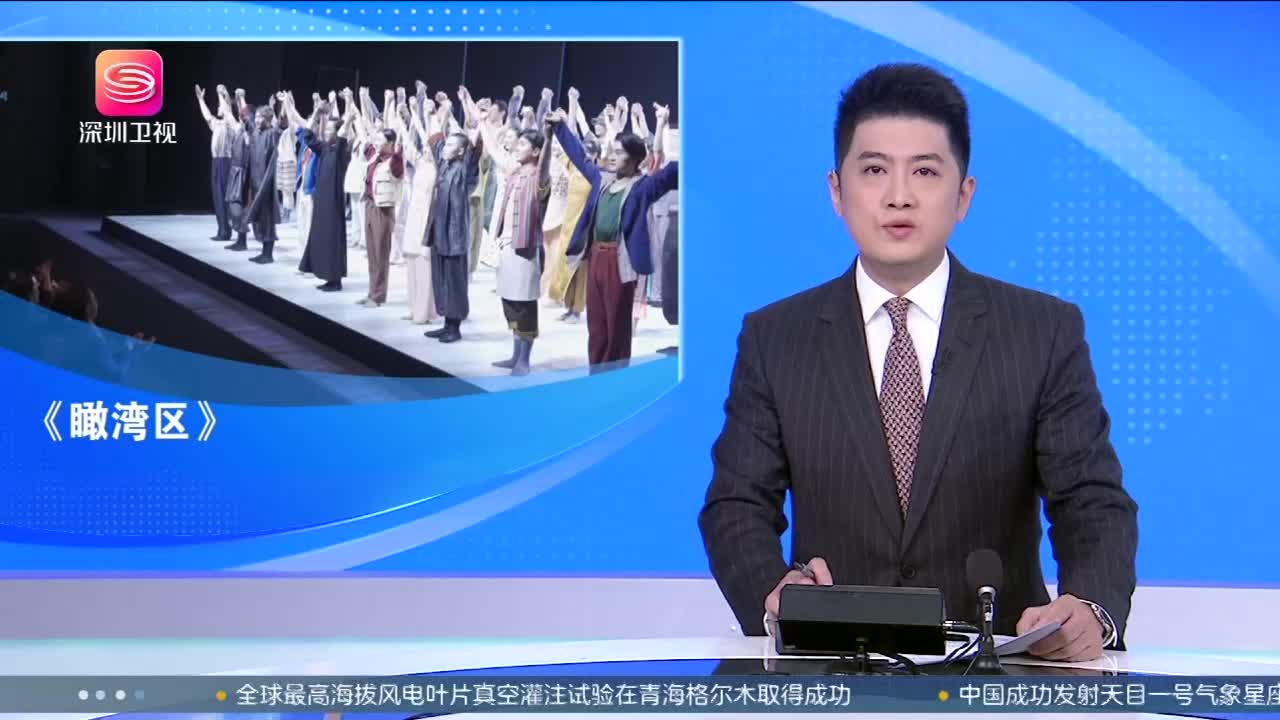 深圳卫视
《瞰湾区》
全球最高海拔风电叶片真空灌注试验在青海格尔木取得成功
中国成功发射天目一号气象星座